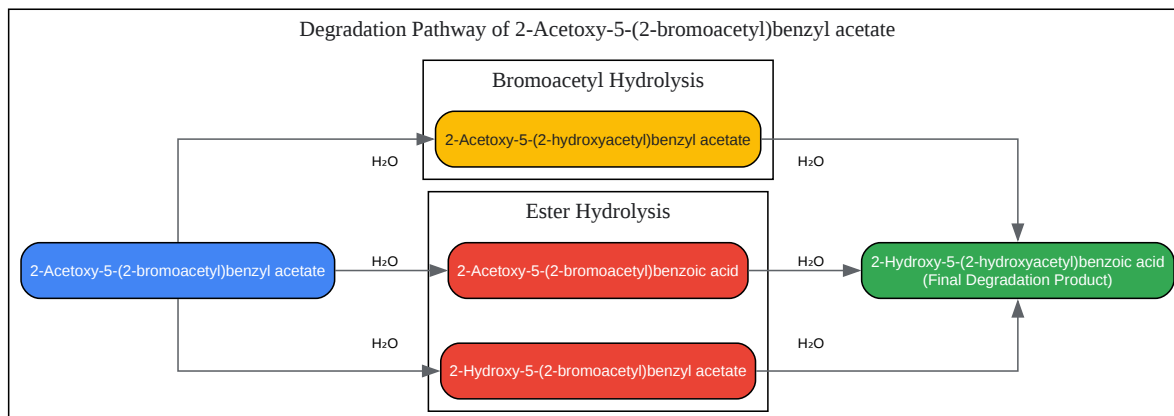 Degradation Pathway of 2-Acetoxy-5-(2-bromoacetyl)benzyl acetate
Bromoacetyl Hydrolysis
2-Acetoxy-5-(2-hydroxyacetyl)benzyl acetate
H₂O
H₂O
Ester Hydrolysis
2-Acetoxy-5-(2-bromoacetyl)benzyl acetate
H₂O
2-Acetoxy-5-(2-bromoacetyl)benzoic acid
H₂O
2-Hydroxy-5-(2-hydroxyacetyl)benzoic acid
(Final Degradation Product)
H₂O
H₂O
2-Hydroxy-5-(2-bromoacetyl)benzyl acetate